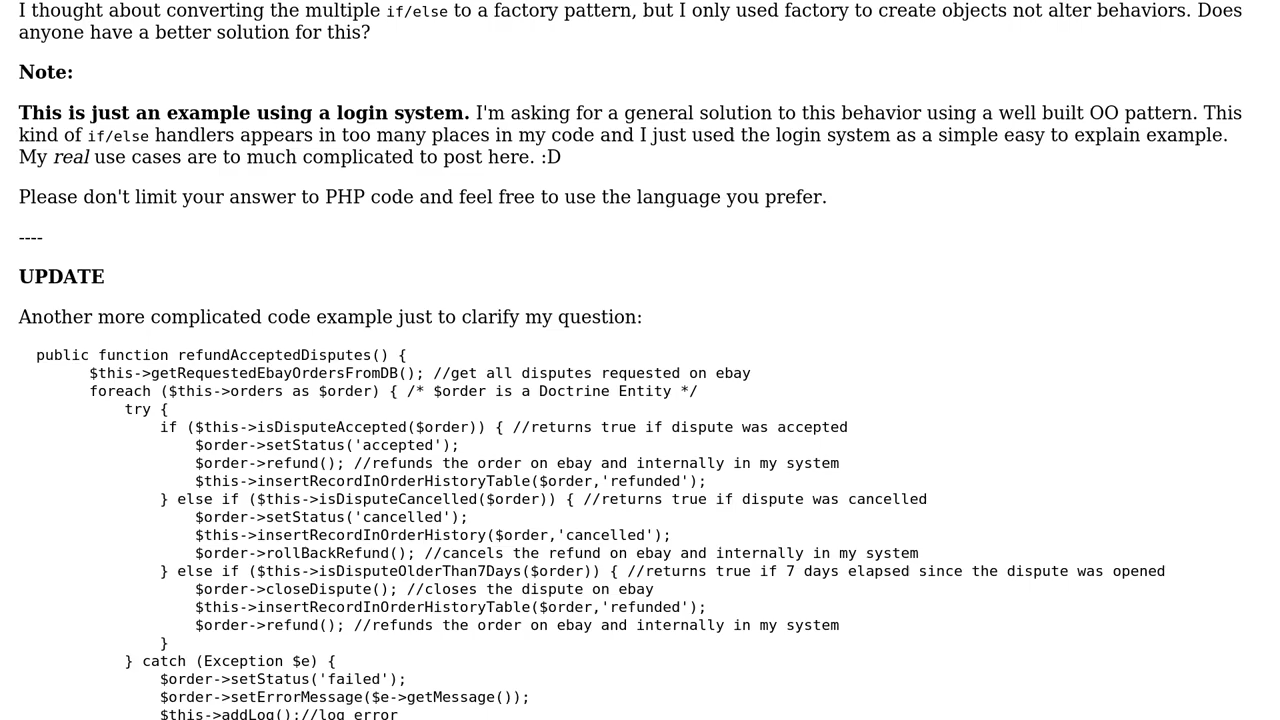 I thought about converting the multiple if/else to a factory pattern, but I only used factory to create objects not alter behaviors. Does
anyone have a better solution for this?
Note:
This is just an example using a login system. I'm asking for a general solution to this behavior using a well built OO pattern. This
kind of if/else handlers appears in too many places in my code and I just used the login system as a simple easy to explain example.
My real use cases are to much complicated to post here. :D
Please don't limit your answer to PHP code and feel free to use the language you prefer.
----
UPDATE
Another more complicated code example just to clarify my question:
public function refundAcceptedDisputes() {
$this->getRequestedEbayOrdersFromDB(); //get all disputes requested on ebay
foreach ($this->orders as $order) { /* $order is a Doctrine Entity */
try {
if ($this->isDisputeAccepted($order)) { //returns true if dispute was accepted
$order->setStatus('accepted');
$order->refund(); //refunds the order on ebay and internally in my system
$this->insertRecordInOrderHistoryTable($order,'refunded');
} else if ($this->isDisputeCancelled($order)) { //returns true if dispute was cancelled
$order->setStatus('cancelled');
$this->insertRecordInOrderHistory($order,'cancelled');
$order->rollBackRefund(); //cancels the refund on ebay and internally in my system
} else if ($this->isDisputeOlderThan7Days($order)) { //returns true if 7 days elapsed since the dispute was opened
$order->closeDispute(); //closes the dispute on ebay
$this->insertRecordInOrderHistoryTable($order,'refunded');
$order->refund(); //refunds the order on ebay and internally in my system
}
} catch (Exception $e) {
$order->setStatus('failed');
$order->setErrorMessage($e->getMessage());
$this->addLog();//log error